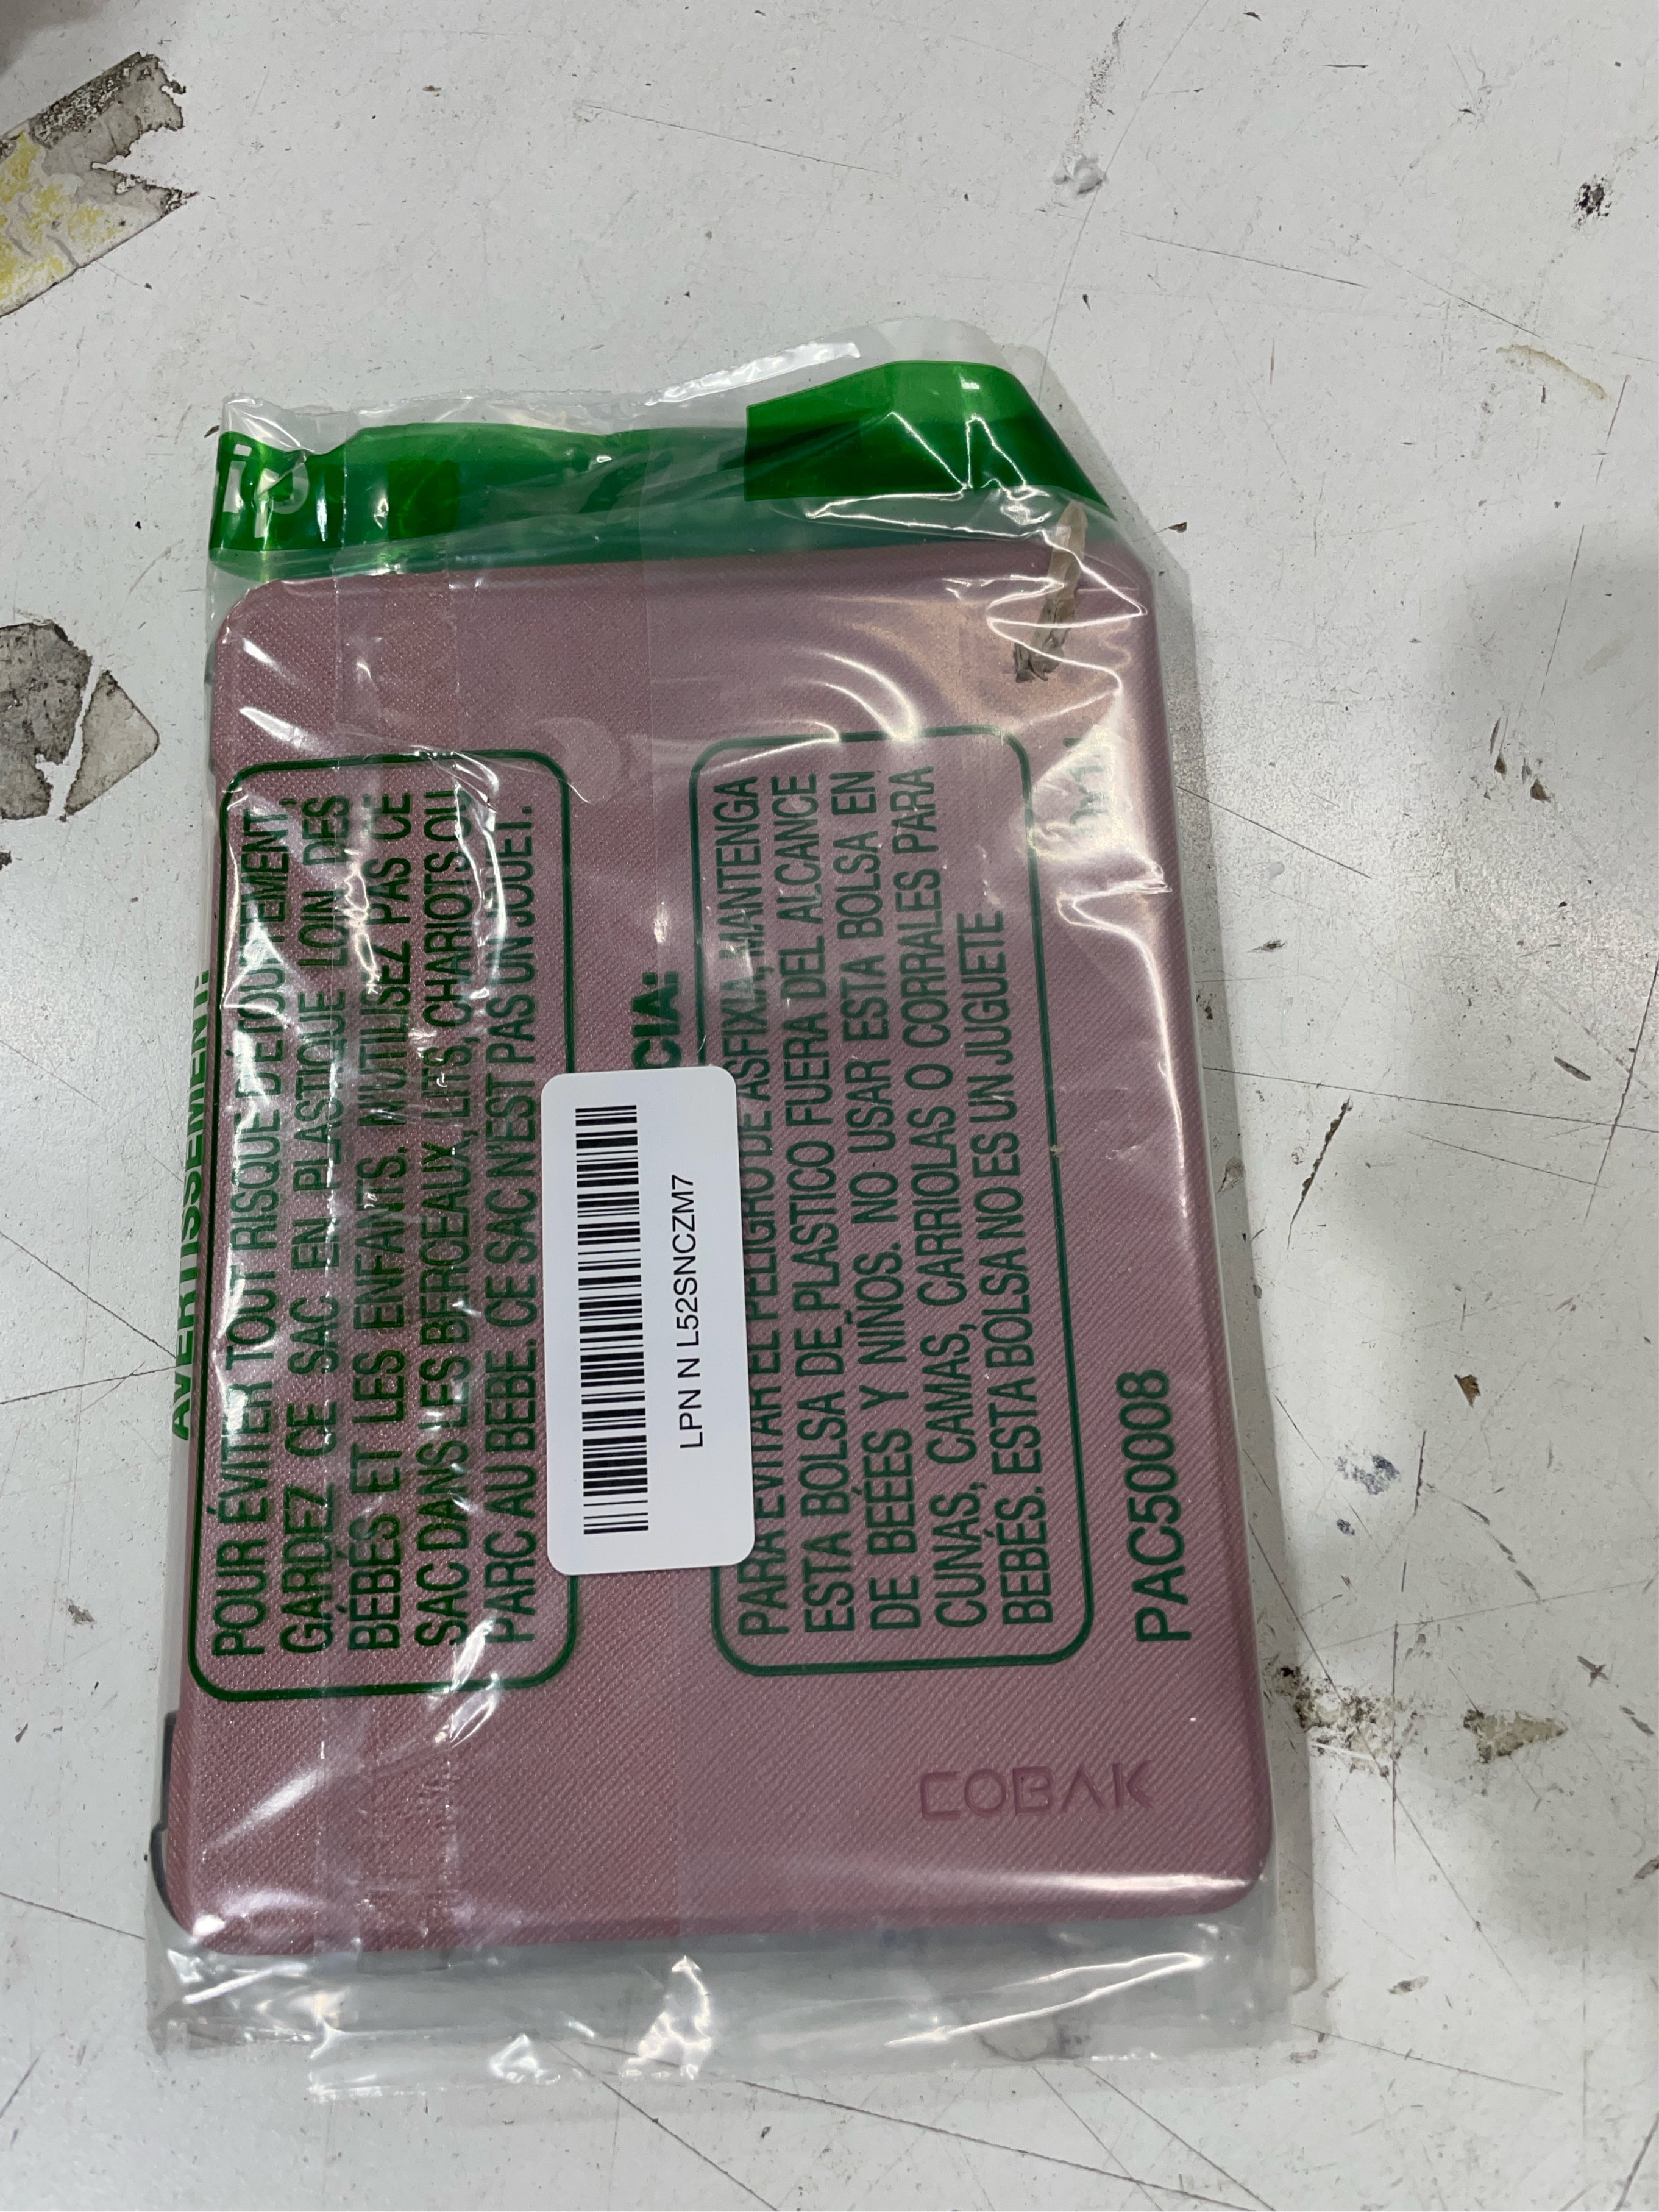 AVERTISSEMENT:
POUR ÉVITER TOUT RISQUE D'ÉTOUFFEMENT,
GARDEZ CE SAC EN PLASTIQUE LOIN DES
BÉBÉS ET LES ENFANTS. N'UTILISEZ PAS CE
SAC DANS LES BERCEAUX, LITS, CHARIOTS OU
PARC AU BEBE. CE SAC N'EST PAS UN JOUET.
CIA:
PARA EVITAR EL PELIGRO DE ASFIXIA, MANTENGA
ESTA BOLSA DE PLASTICO FUERA DEL ALCANCE
DE BEÉES Y NIÑOS. NO USAR ESTA BOLSA EN
CUNAS, CAMAS, CARRIOLAS O CORRALES PARA
BEBÉS. ESTA BOLSA NO ES UN JUGUETE
LPN N L52SNCZM7
PAC50008
COBAK